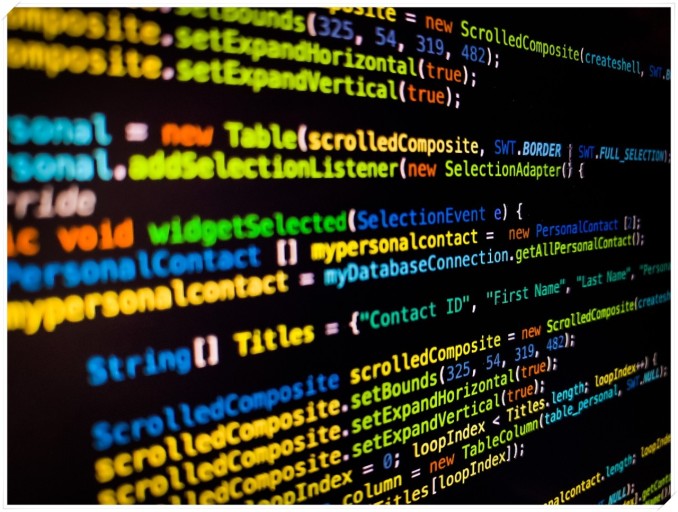 mposite = new ScrolledComposite(createshell, SWT.B
.setBounds(325, 54, 319, 482);
omposite.setExpandHorizontal(true);
omposite.setExpandVertical(true);
sonal = new Table(scrolledComposite, SWT.BORDER | SWT.FULL_SELECTION);
sonal.addSelectionListener(new SelectionAdapter() {
rride
ic void widgetSelected(SelectionEvent e) {
PersonalContact [] mypersonalcontact = new PersonalContact [2];
mypersonalcontact = myDatabaseConnection.getAllPersonalContact();
String[] Titles = {"Contact ID", "First Name", "Last Name", "Person
ScrolledComposite scrolledComposite = new ScrolledComposite(createsh
scrolledComposite.setBounds(325, 54, 319, 482);
scrolledComposite.setExpandHorizontal(true);
scrolledComposite.setExpandVertical(true);
loopIndex = 0; loopIndex < Titles.length; loopIndex++) {
column = new TableColumn(table_personal, SWT.NULL);
Titles[loopIndex]);
nalcontact.length; loopInd